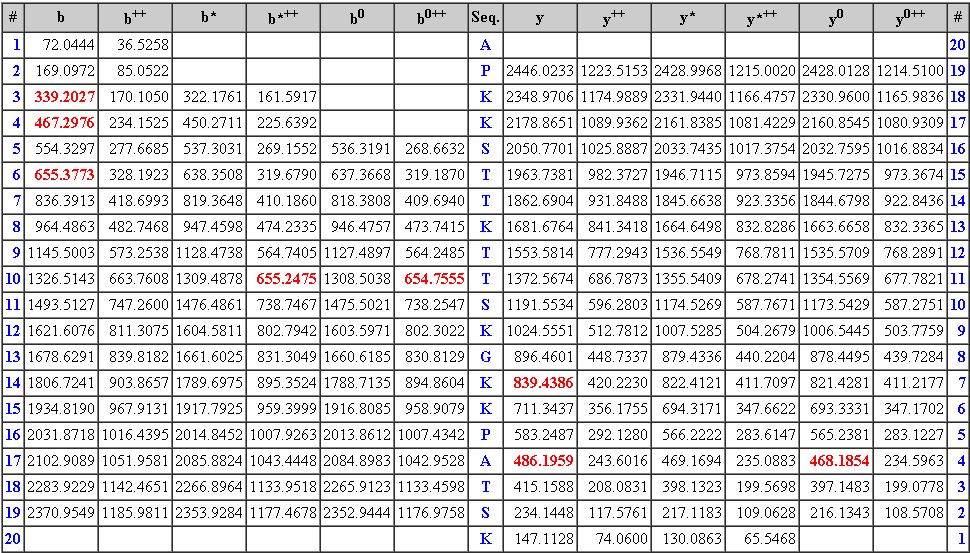 # b b++ b* b*++ b0 b0++ Seq. y y++ y* y*++ y0 y0++ #
1 72.0444 36.5258 A 20
2 169.0972 85.0522 P 2446.0233 1223.5153 2428.9968 1215.0020 2428.0128 1214.5100 19
3 339.2027 170.1050 322.1761 161.5917 K 2348.9706 1174.9889 2331.9440 1166.4757 2330.9600 1165.9836 18
4 467.2976 234.1525 450.2711 225.6392 K 2178.8651 1089.9362 2161.8385 1081.4229 2160.8545 1080.9309 17
5 554.3297 277.6685 537.3031 269.1552 536.3191 268.6632 S 2050.7701 1025.8887 2033.7435 1017.3754 2032.7595 1016.8834 16
6 655.3773 328.1923 638.3508 319.6790 637.3668 319.1870 T 1963.7381 982.3727 1946.7115 973.8594 1945.7275 973.3674 15
7 836.3913 418.6993 819.3648 410.1860 818.3808 409.6940 T 1862.6904 931.8488 1845.6638 923.3356 1844.6798 922.8436 14
8 964.4863 482.7468 947.4598 474.2335 946.4757 473.7415 K 1681.6764 841.3418 1664.6498 832.8286 1663.6658 832.3365 13
9 1145.5003 573.2538 1128.4738 564.7405 1127.4897 564.2485 T 1553.5814 777.2943 1536.5549 768.7811 1535.5709 768.2891 12
10 1326.5143 663.7608 1309.4878 655.2475 1308.5038 654.7555 T 1372.5674 686.7873 1355.5409 678.2741 1354.5569 677.7821 11
11 1493.5127 747.2600 1476.4861 738.7467 1475.5021 738.2547 S 1191.5534 596.2803 1174.5269 587.7671 1173.5429 587.2751 10
12 1621.6076 811.3075 1604.5811 802.7942 1603.5971 802.3022 K 1024.5551 512.7812 1007.5285 504.2679 1006.5445 503.7759 9
13 1678.6291 839.8182 1661.6025 831.3049 1660.6185 830.8129 G 896.4601 448.7337 879.4336 440.2204 878.4495 439.7284 8
14 1806.7241 903.8657 1789.6975 895.3524 1788.7135 894.8604 K 839.4386 420.2230 822.4121 411.7097 821.4281 411.2177 7
15 1934.8190 967.9131 1917.7925 959.3999 1916.8085 958.9079 K 711.3437 356.1755 694.3171 347.6622 693.3331 347.1702 6
16 2031.8718 1016.4395 2014.8452 1007.9263 2013.8612 1007.4342 P 583.2487 292.1280 566.2222 283.6147 565.2381 283.1227 5
17 2102.9089 1051.9581 2085.8824 1043.4448 2084.8983 1042.9528 A 486.1959 243.6016 469.1694 235.0883 468.1854 234.5963 4
18 2283.9229 1142.4651 2266.8964 1133.9518 2265.9123 1133.4598 T 415.1588 208.0831 398.1323 199.5698 397.1483 199.0778 3
19 2370.9549 1185.9811 2353.9284 1177.4678 2352.9444 1176.9758 S 234.1448 117.5761 217.1183 109.0628 216.1343 108.5708 2
20 K 147.1128 74.0600 130.0863 65.5468 1